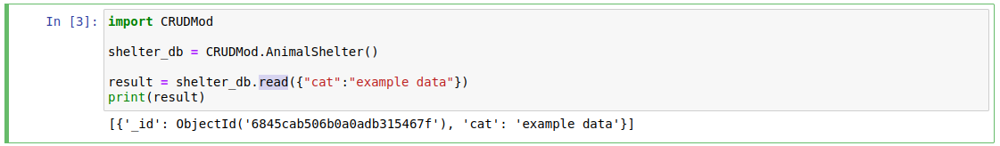 In [3]: import CRUDMod
shelter_db = CRUDMod.AnimalShelter()
result = shelter_db.read({"cat":"example data"})
print(result)
[{'_id': ObjectId('6845cab506b0a0adb315467f'), 'cat': 'example data'}]